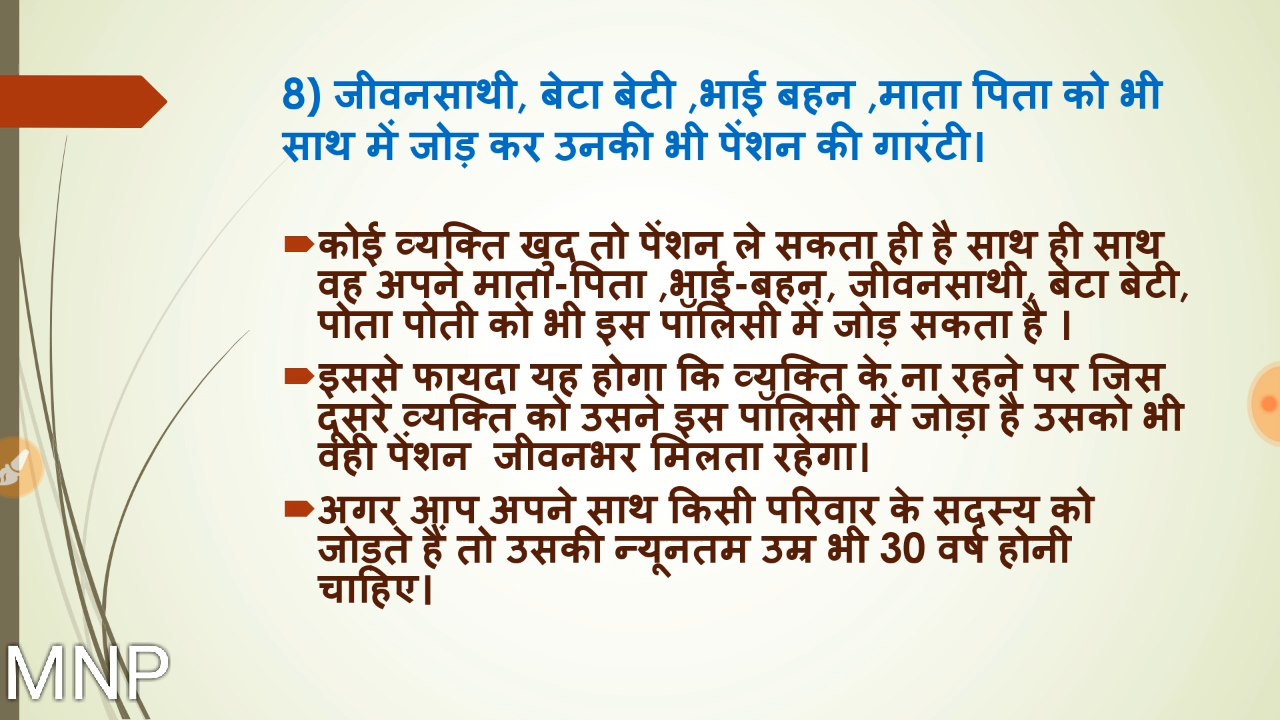 8) जीवनसाथी, बेटा बेटी ,भाई बहन ,माता पिता को भी
साथ में जोड़ कर उनकी भी पेंशन की गारंटी।
कोई व्यक्ति खुद तो पेंशन ले सकता ही है साथ ही साथ
वह अपने माता-पिता ,भाई-बहन, जीवनसाथी, बेटा बेटी,
पोता पोती को भी इस पॉलिसी में जोड़ सकता है ।
इससे फायदा यह होगा कि व्यक्ति के ना रहने पर जिस
दूसरे व्यक्ति को उसने इस पॉलिसी में जोड़ा है उसको भी
वही पेंशन जीवनभर मिलता रहेगा।
अगर आप अपने साथ किसी परिवार के सदस्य को
जोड़ते हैं तो उसकी न्यूनतम उम्र भी 30 वर्ष होनी
चाहिए।
MNP